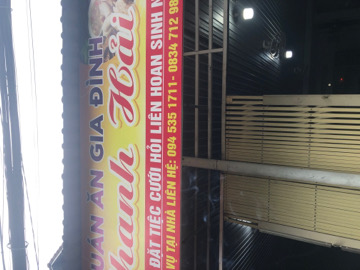 QUÁN ĂN GIA ĐÌNH
Thanh Hải
ĐẶT TIỆC CƯỚI HỎI LIÊN HOAN SINH N
VỤ TẠI NHÀ LIÊN HỆ: 094 535 1711- 0834 712 98